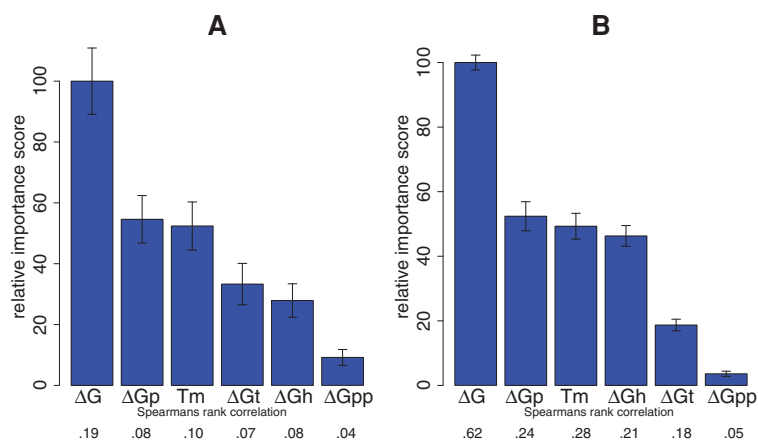 A
relative importance score
0 20 40 60 80 100
ΔG ΔGp Tm ΔGt ΔGh ΔGpp
Spearmans rank correlation
.19 .08 .10 .07 .08 .04
B
relative importance score
0 20 40 60 80 100
ΔG ΔGp Tm ΔGh ΔGt ΔGpp
Spearmans rank correlation
.62 .24 .28 .21 .18 .05